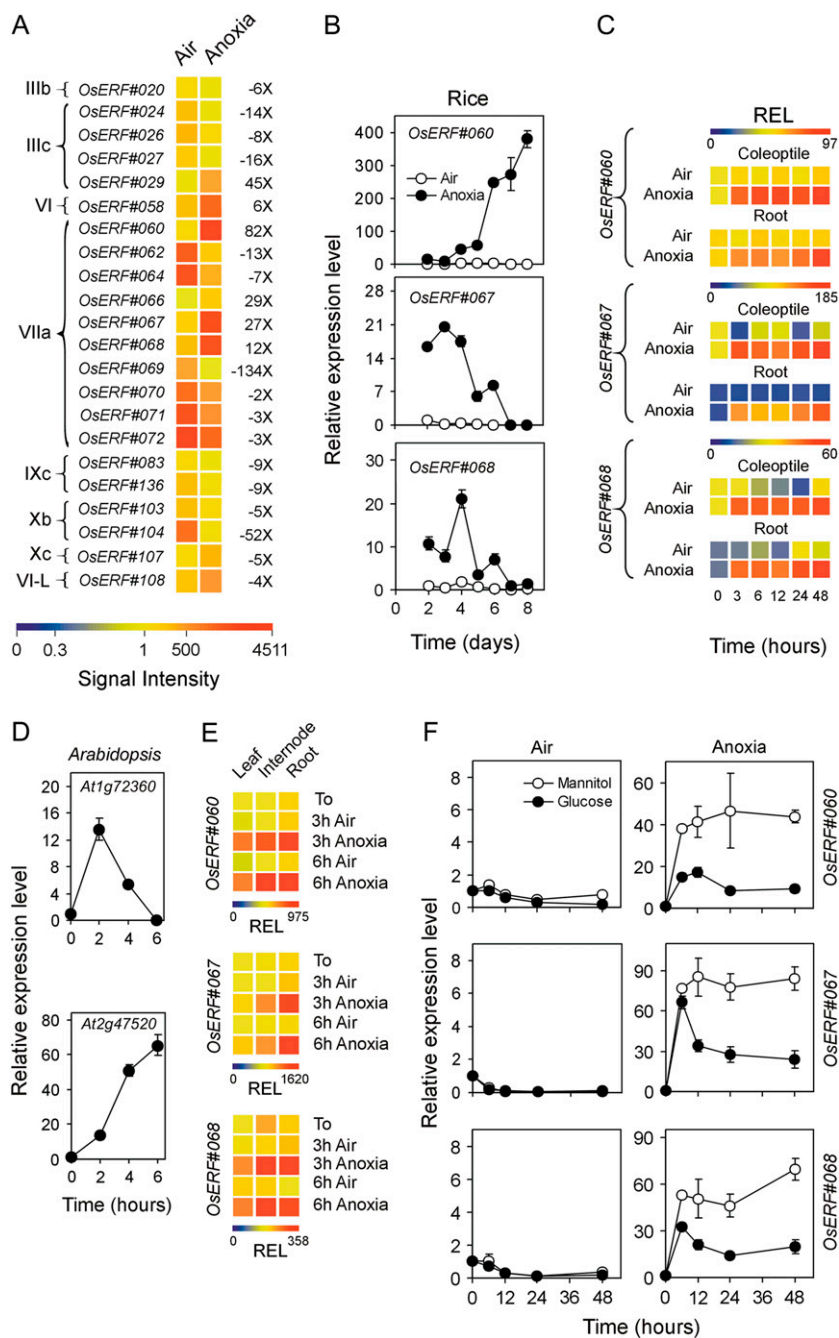 A
Air
Anoxia
IIIb { OsERF#020 -6X
IIIc OsERF#024 -14X
OsERF#026 -8X
OsERF#027 -16X
OsERF#029 45X
VI { OsERF#058 6X
VIIa OsERF#060 82X
OsERF#062 -13X
OsERF#064 -7X
OsERF#066 29X
OsERF#067 27X
OsERF#068 12X
OsERF#069 -134X
OsERF#070 -2X
OsERF#071 -3X
OsERF#072 -3X
IXc OsERF#083 -9X
OsERF#136 -9X
Xb OsERF#103 -5X
OsERF#104 -52X
Xc { OsERF#107 -5X
VI-L { OsERF#108 -4X
0 0.3 1 500 4511
Signal Intensity
B
Rice
OsERF#060
Air
Anoxia
400
300
200
100
0
OsERF#067
28
21
14
7
0
OsERF#068
30
20
10
0
0 2 4 6 8
Relative expression level
Time (days)
C
REL
0 97
OsERF#060
Coleoptile
Air
Anoxia
Root
Air
Anoxia
0 185
OsERF#067
Coleoptile
Air
Anoxia
Root
Air
Anoxia
0 60
OsERF#068
Coleoptile
Air
Anoxia
Root
Air
Anoxia
0 3 6 12 24 48
Time (hours)
D
Arabidopsis
At1g72360
20
16
12
8
4
0
0 2 4 6
At2g47520
80
60
40
20
0
0 2 4 6
Relative expression level
Time (hours)
E
Leaf
Internode
Root
OsERF#060
To
3h Air
3h Anoxia
6h Air
6h Anoxia
0 975
REL
OsERF#067
To
3h Air
3h Anoxia
6h Air
6h Anoxia
0 1620
REL
OsERF#068
To
3h Air
3h Anoxia
6h Air
6h Anoxia
0 358
REL
F
Air
Anoxia
Mannitol
Glucose
8
6
4
2
0
60
40
20
0
OsERF#060
8
6
4
2
0
90
60
30
0
OsERF#067
8
6
4
2
0
90
60
30
0
OsERF#068
0 12 24 36 48
0 12 24 36 48
Relative expression level
Time (hours)